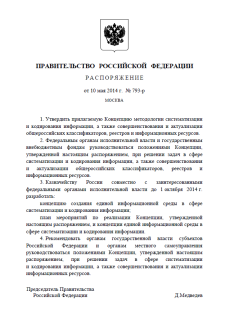 ПРАВИТЕЛЬСТВО РОССИЙСКОЙ ФЕДЕРАЦИИ
РАСПОРЯЖЕНИЕ
от 10 мая 2014 г. № 793-р
МОСКВА
1. Утвердить прилагаемую Концепцию методологии систематизации
и кодирования информации, а также совершенствования и актуализации
общероссийских классификаторов, реестров и информационных ресурсов.
2. Федеральным органам исполнительной власти и государственным
внебюджетным фондам руководствоваться положениями Концепции,
утвержденной настоящим распоряжением, при решении задач в сфере
систематизации и кодирования информации, а также совершенствования
и актуализации общероссийских классификаторов, реестров и
информационных ресурсов.
3. Казначейству России совместно с заинтересованными
федеральными органами исполнительной власти до 1 октября 2014 г.
разработать:
концепцию создания единой информационной среды в сфере
систематизации и кодирования информации;
план мероприятий по реализации Концепции, утвержденной
настоящим распоряжением, и концепции единой информационной среды в
сфере систематизации и кодирования информации.
4. Рекомендовать органам государственной власти субъектов
Российской Федерации и органам местного самоуправления
руководствоваться положениями Концепции, утвержденной настоящим
распоряжением, при решении задач в сфере систематизации
и кодирования информации, а также совершенствования и актуализации
общероссийских классификаторов, реестров и информационных
ресурсов.
Председатель Правительства
Российской Федерации Д.Медведев